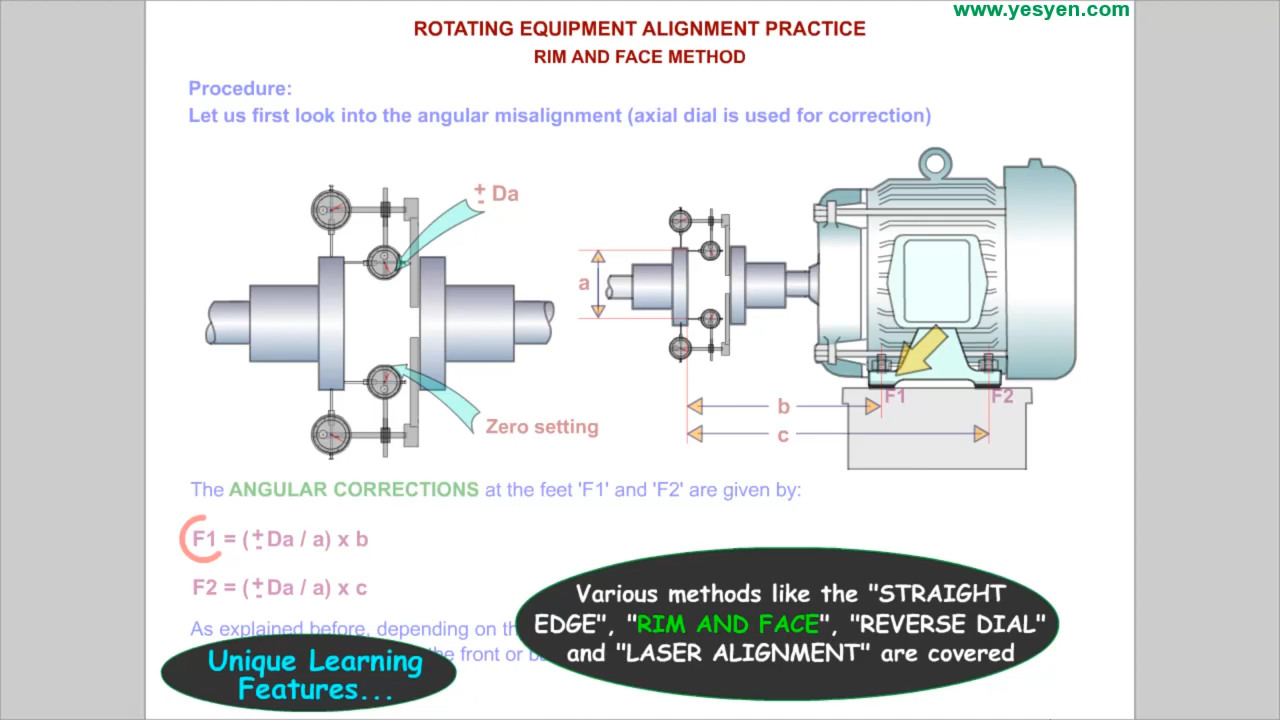 www.yesyen.com
ROTATING EQUIPMENT ALIGNMENT PRACTICE
RIM AND FACE METHOD
Procedure:
Let us first look into the angular misalignment (axial dial is used for correction)
± Da
a
Zero setting
F1
F2
b
c
The ANGULAR CORRECTIONS at the feet 'F1' and 'F2' are given by:
F1 = (± Da / a) x b
F2 = (± Da / a) x c
As explained before, depending on
the front or
Various methods like the "STRAIGHT
EDGE", "RIM AND FACE", "REVERSE DIAL"
and "LASER ALIGNMENT" are covered
Unique Learning
Features...